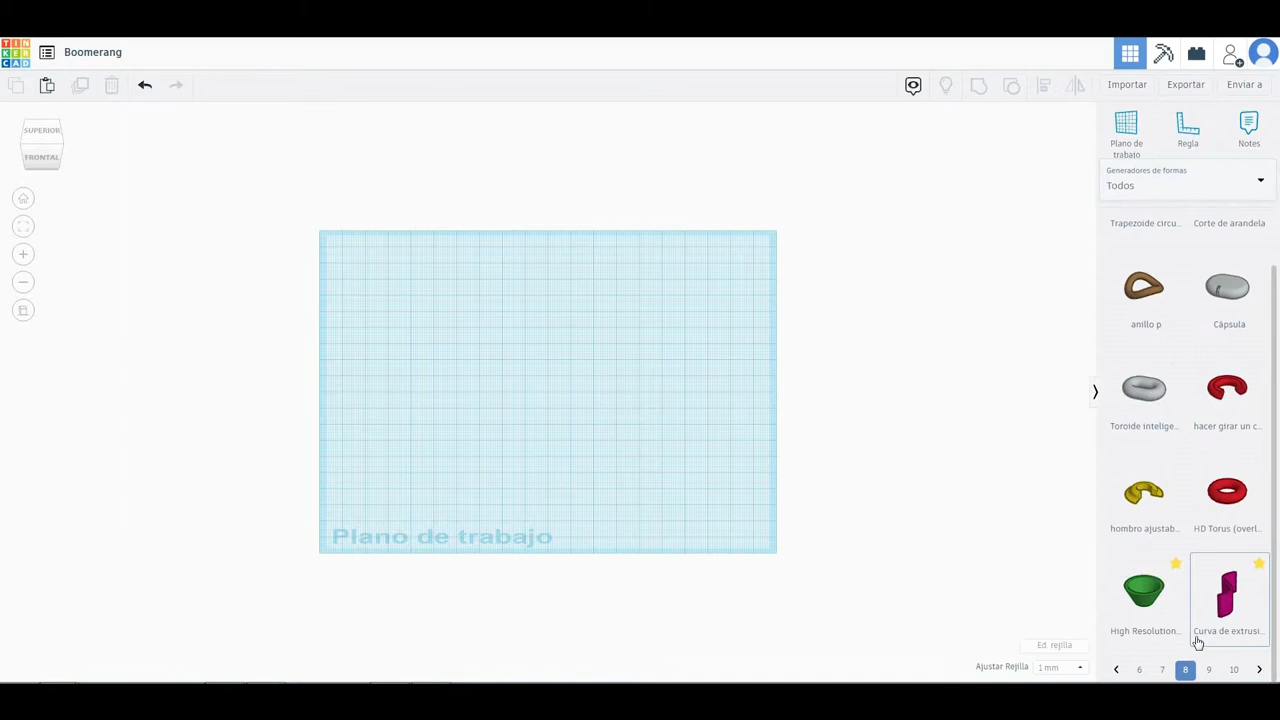 TIN
KER
CAD
Boomerang
Importar
Exportar
Enviar a
SUPERIOR
FRONTAL
Plano de
trabajo
Regla
Notes
Generadores de formas
Todos
Trapezoide circu...
Corte de arandela
anillo p
Cápsula
Toroide intelige...
hacer girar un c...
hombro ajustab...
HD Torus (overl...
High Resolution...
Curva de extrusi...
Plano de trabajo
Ed. rejilla
Ajustar Rejilla
1 mm
6
7
8
9
10